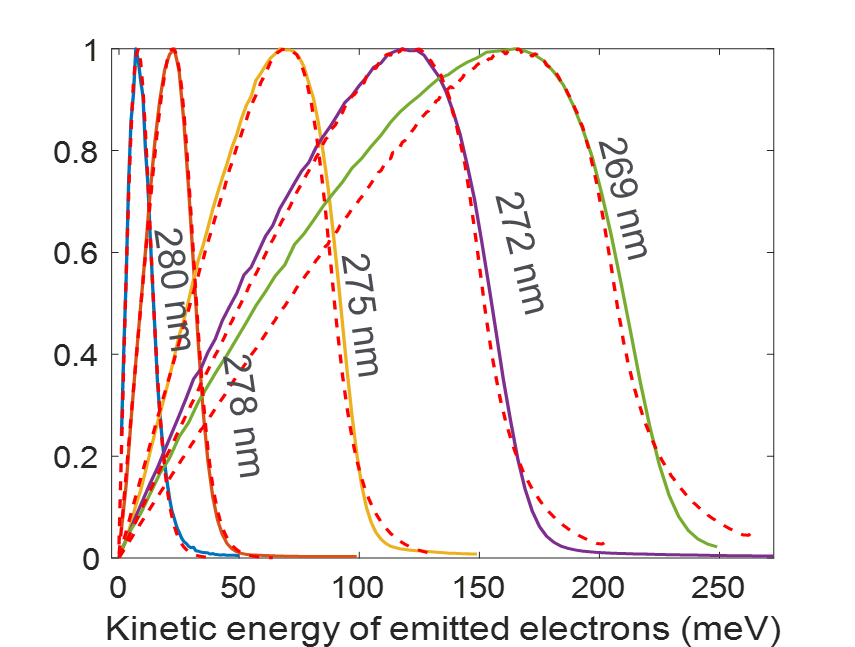 1
0.8
0.6
0.4
0.2
0
280 nm
278 nm
275 nm
272 nm
269 nm
0 50 100 150 200 250
Kinetic energy of emitted electrons (meV)